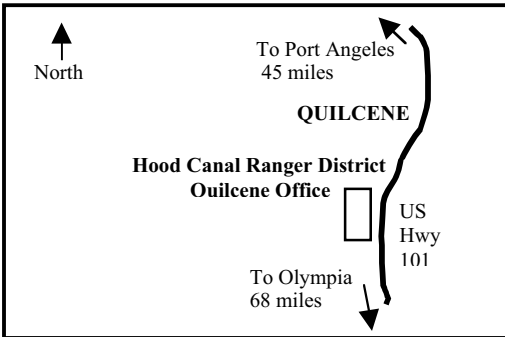 To Port Angeles
45 miles
North
QUILCENE
Hood Canal Ranger District
Quilcene Office
US
Hwy
101
To Olympia
68 miles